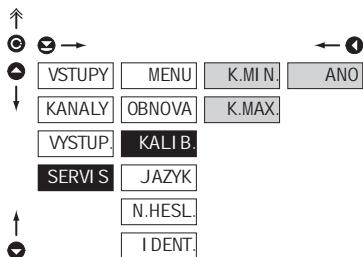 VSTUPY MENU K.MIN. ANO
KANALY OBNOVA K.MAX.
VYSTUP. KALIB.
SERVIS JAZYK
N.HESL.
IDENT.